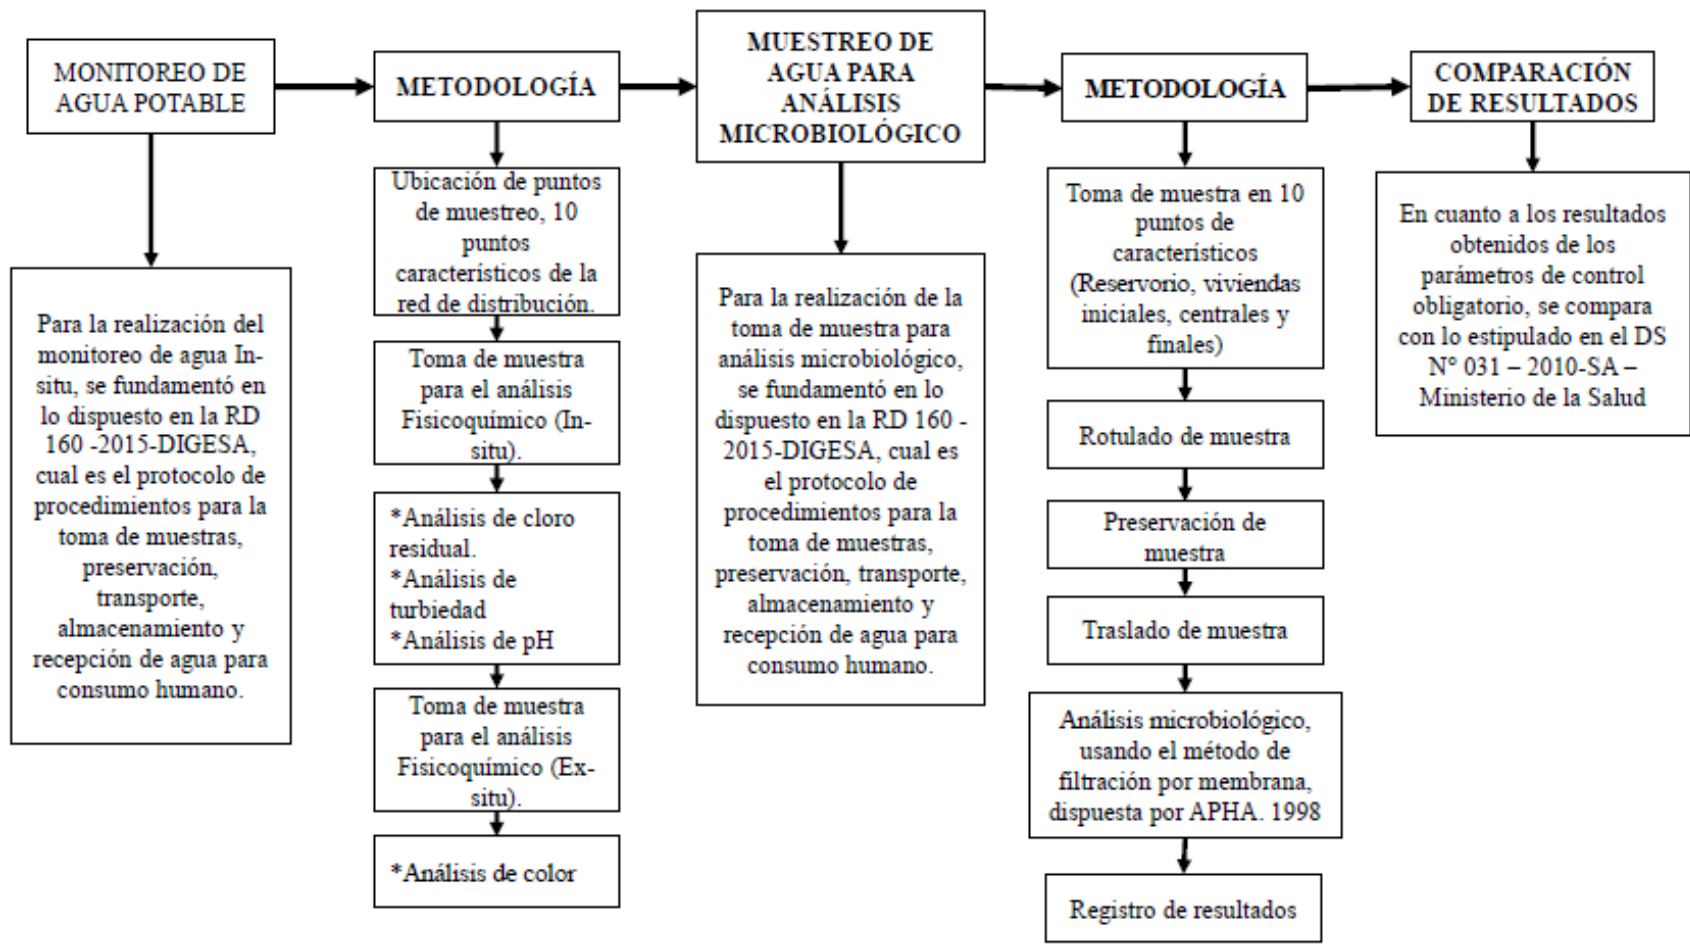 MONITOREO DE
AGUA POTABLE
Para la realización del
monitoreo de agua In-
situ, se fundamentó en
lo dispuesto en la RD
160 -2015-DIGESA,
cual es el protocolo de
procedimientos para la
toma de muestras,
preservación,
transporte,
almacenamiento y
recepción de agua para
consumo humano.
METODOLOGÍA
Ubicación de puntos
de muestreo, 10
puntos
característicos de la
red de distribución.
Toma de muestra
para el análisis
Fisicoquímico (In-
situ).
*Análisis de cloro
residual.
*Análisis de
turbiedad
*Análisis de pH
Toma de muestra
para el análisis
Fisicoquímico (Ex-
situ).
*Análisis de color
MUESTREO DE
AGUA PARA
ANÁLISIS
MICROBIOLÓGICO
Para la realización de la
toma de muestra para
análisis microbiológico,
se fundamentó en lo
dispuesto en la RD 160 -
2015-DIGESA, cual es
el protocolo de
procedimientos para la
toma de muestras,
preservación, transporte,
almacenamiento y
recepción de agua para
consumo humano.
METODOLOGÍA
Toma de muestra en 10
puntos de
característicos
(Reservorio, viviendas
iniciales, centrales y
finales)
Rotulado de muestra
Preservación de
muestra
Traslado de muestra
Análisis microbiológico,
usando el método de
filtración por membrana,
dispuesta por APHA. 1998
Registro de resultados
COMPARACIÓN
DE RESULTADOS
En cuanto a los resultados
obtenidos de los
parámetros de control
obligatorio, se compara
con lo estipulado en el DS
N° 031 – 2010-SA –
Ministerio de la Salud